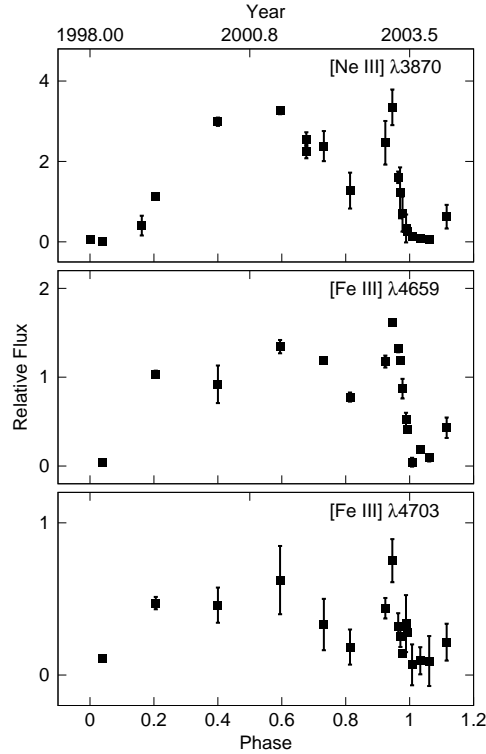 Year
1998.00 2000.8 2003.5
[Ne III] λ3870
4
2
0
[Fe III] λ4659
2
1
0
Relative Flux
[Fe III] λ4703
1
0
0 0.2 0.4 0.6 0.8 1 1.2
Phase